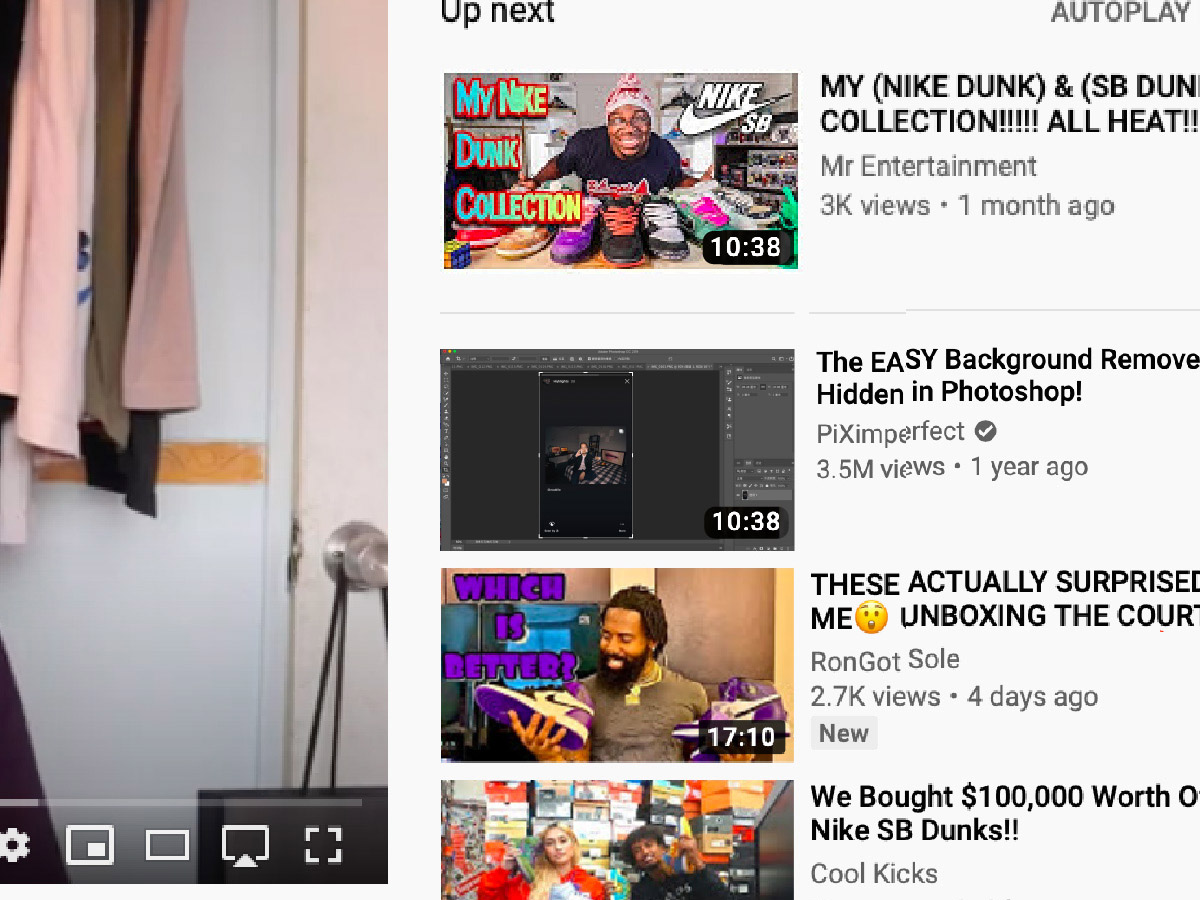 Up next
AUTOPLAY
MY NIKE
DUNK
COLLECTION
NIKE
SB
10:38
MY (NIKE DUNK) & (SB DUN
COLLECTION!!!!! ALL HEAT!!
Mr Entertainment
3K views • 1 month ago
10:38
The EASY Background Remove
Hidden in Photoshop!
PiXimperfect
3.5M views • 1 year ago
WHICH
IS
BETTER?
17:10
THESE ACTUALLY SURPRISED
ME😲 UNBOXING THE COURT
RonGot Sole
2.7K views • 4 days ago
New
We Bought $100,000 Worth Of
Nike SB Dunks!!
Cool Kicks